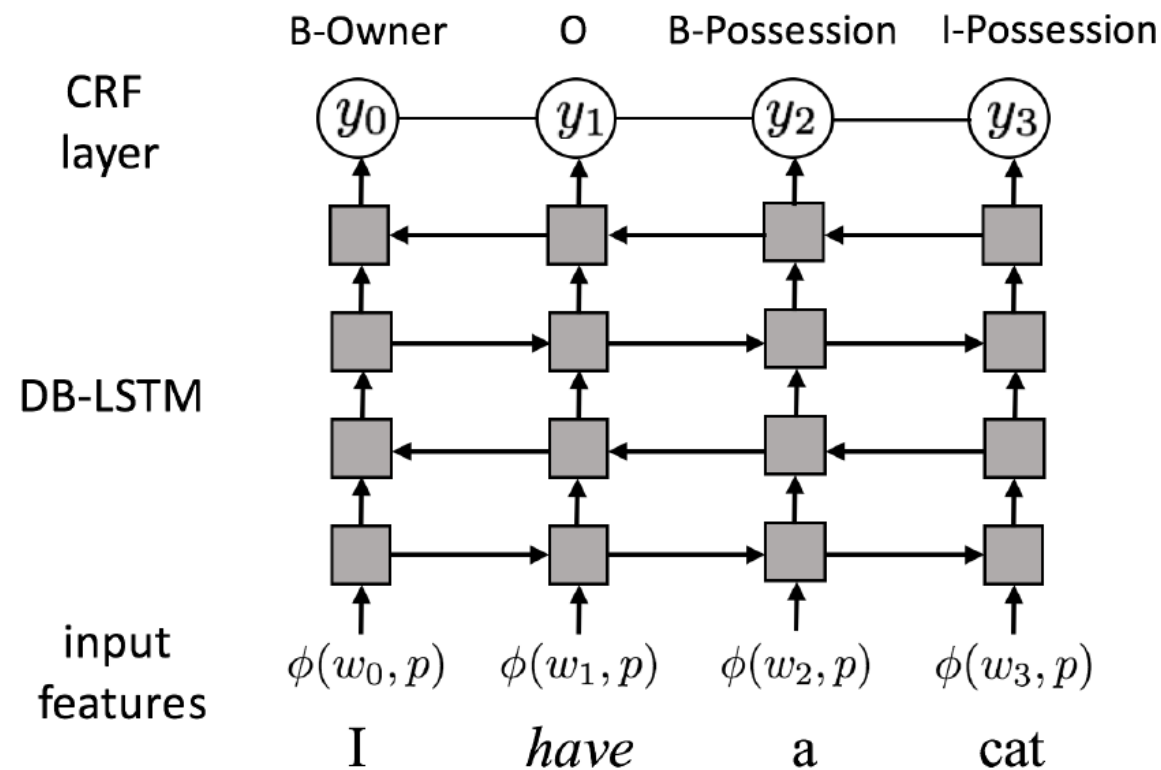 B-Owner O B-Possession I-Possession
CRF
layer
y₀ y₁ y₂ y₃
DB-LSTM
input
features
ϕ(w₀, p) ϕ(w₁, p) ϕ(w₂, p) ϕ(w₃, p)
I have a cat